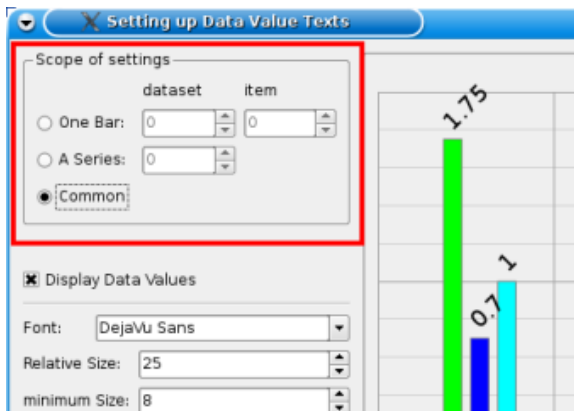 Setting up Data Value Texts
Scope of settings
dataset item
One Bar: 0 0
A Series: 0
Common
Display Data Values
Font: DejaVu Sans
Relative Size: 25
minimum Size: 8
1.75
0.7
1